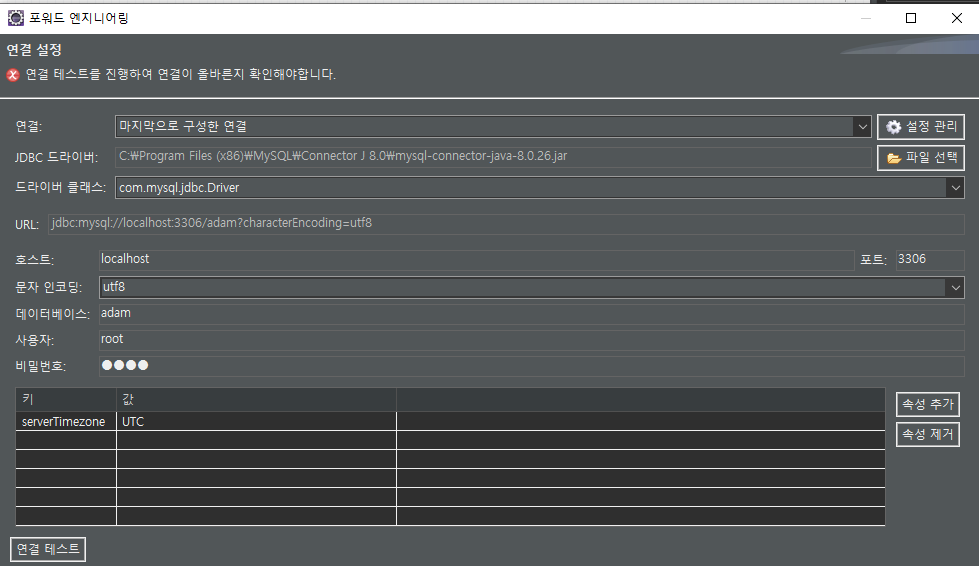 포워드 엔지니어링
연결 설정
연결 테스트를 진행하여 연결이 올바른지 확인해야합니다.
연결: 마지막으로 구성한 연결 설정 관리
JDBC 드라이버: C:₩Program Files (x86)₩MySQL₩Connector J 8.0₩mysql-connector-java-8.0.26.jar 파일 선택
드라이버 클래스: com.mysql.jdbc.Driver
URL: jdbc:mysql://localhost:3306/adam?characterEncoding=utf8
호스트: localhost 포트: 3306
문자 인코딩: utf8
데이터베이스: adam
사용자: root
비밀번호: ●●●●
키 값
속성 추가
serverTimezone UTC
속성 제거
연결 테스트